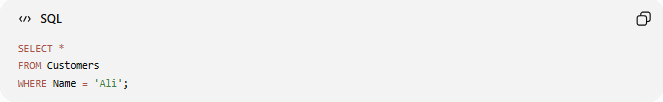 SQL
SELECT *
FROM Customers
WHERE Name = 'Ali';